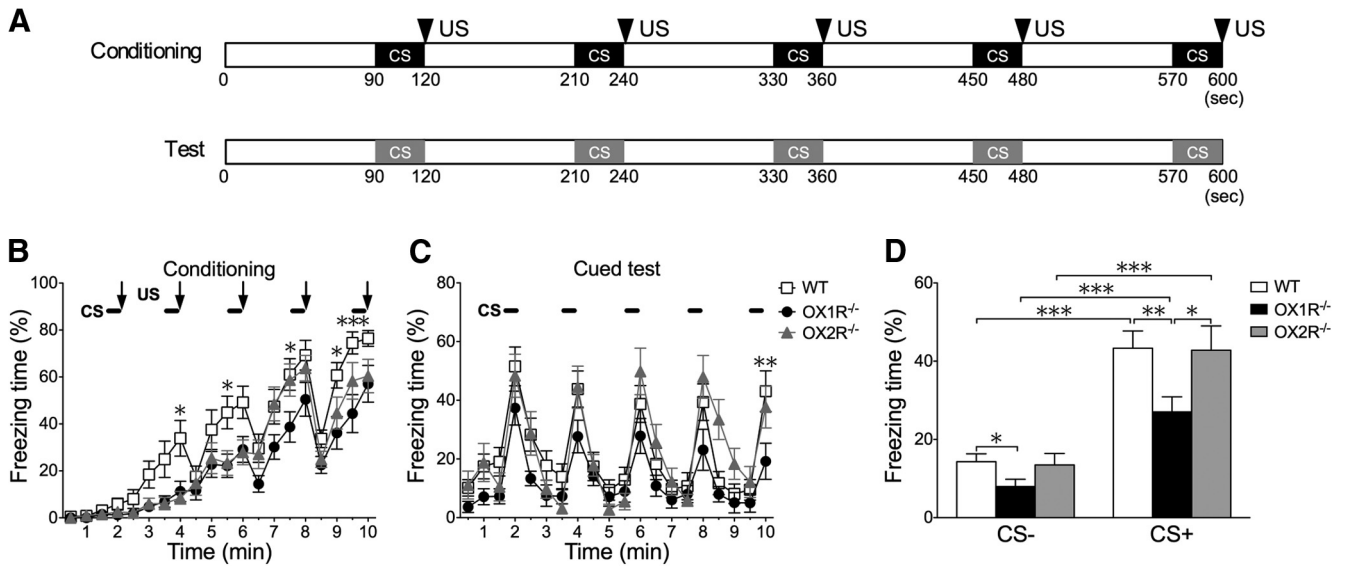 A
US US US US US
Conditioning CS CS CS CS CS
0 90 120 210 240 330 360 450 480 570 600
(sec)
Test CS CS CS CS CS
0 90 120 210 240 330 360 450 480 570 600
(sec)
B
Conditioning
Freezing time (%)
100
80
60
40
20
0
CS
US
*
*
*
*
***
1 2 3 4 5 6 7 8 9 10
Time (min)
C
Cued test
Freezing time (%)
80
60
40
20
0
CS
**
1 2 3 4 5 6 7 8 9 10
Time (min)
WT
OX1R-/-
OX2R-/-
D
Freezing time (%)
60
40
20
0
***
***
*** ** *
*
CS- CS+
WT
OX1R-/-
OX2R-/-